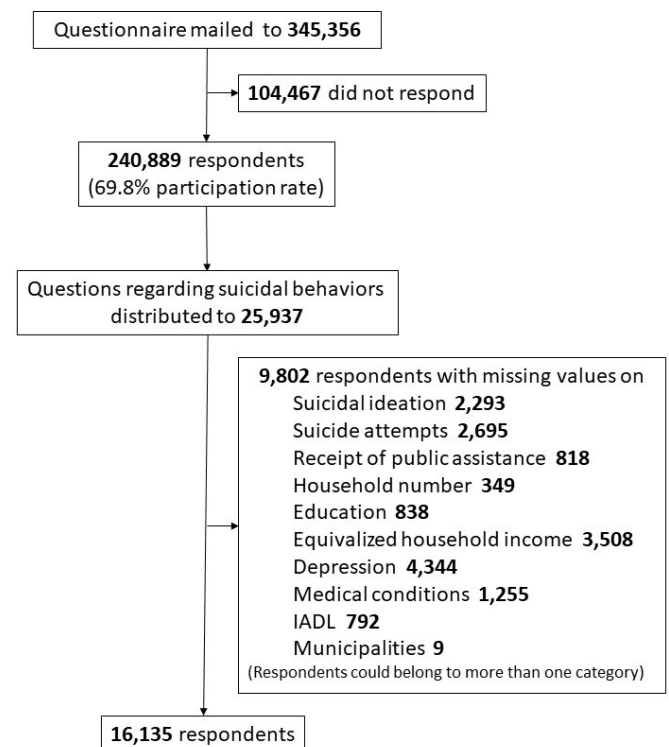 Questionnaire mailed to 345,356
104,467 did not respond
240,889 respondents
(69.8% participation rate)
Questions regarding suicidal behaviors
distributed to 25,937
9,802 respondents with missing values on
Suicidal ideation 2,293
Suicide attempts 2,695
Receipt of public assistance 818
Household number 349
Education 838
Equivalized household income 3,508
Depression 4,344
Medical conditions 1,255
IADL 792
Municipalities 9
(Respondents could belong to more than one category)
16,135 respondents